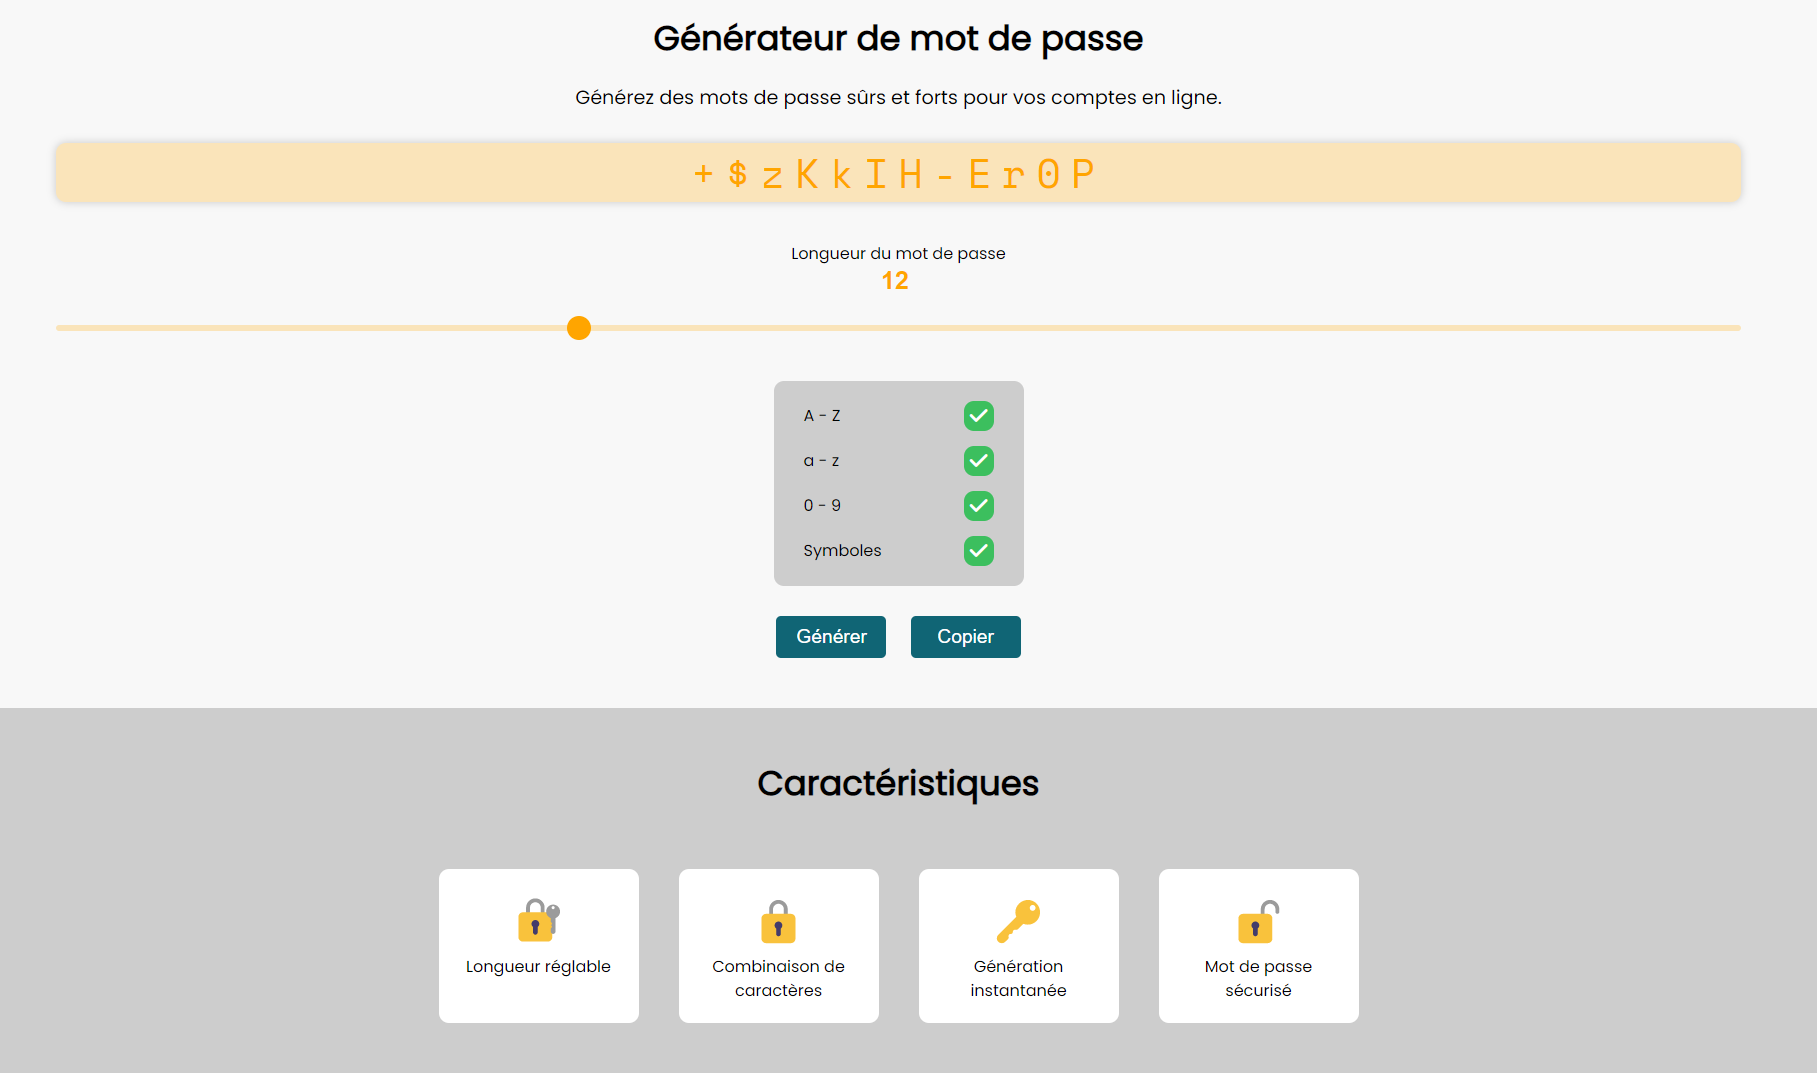 Générateur de mot de passe
Générez des mots de passe sûrs et forts pour vos comptes en ligne.
+$zKkIH-Er0P
Longueur du mot de passe
12
A - Z
a - z
0 - 9
Symboles
Générer
Copier
Caractéristiques
Longueur réglable
Combinaison de
caractères
Génération
instantanée
Mot de passe
sécurisé